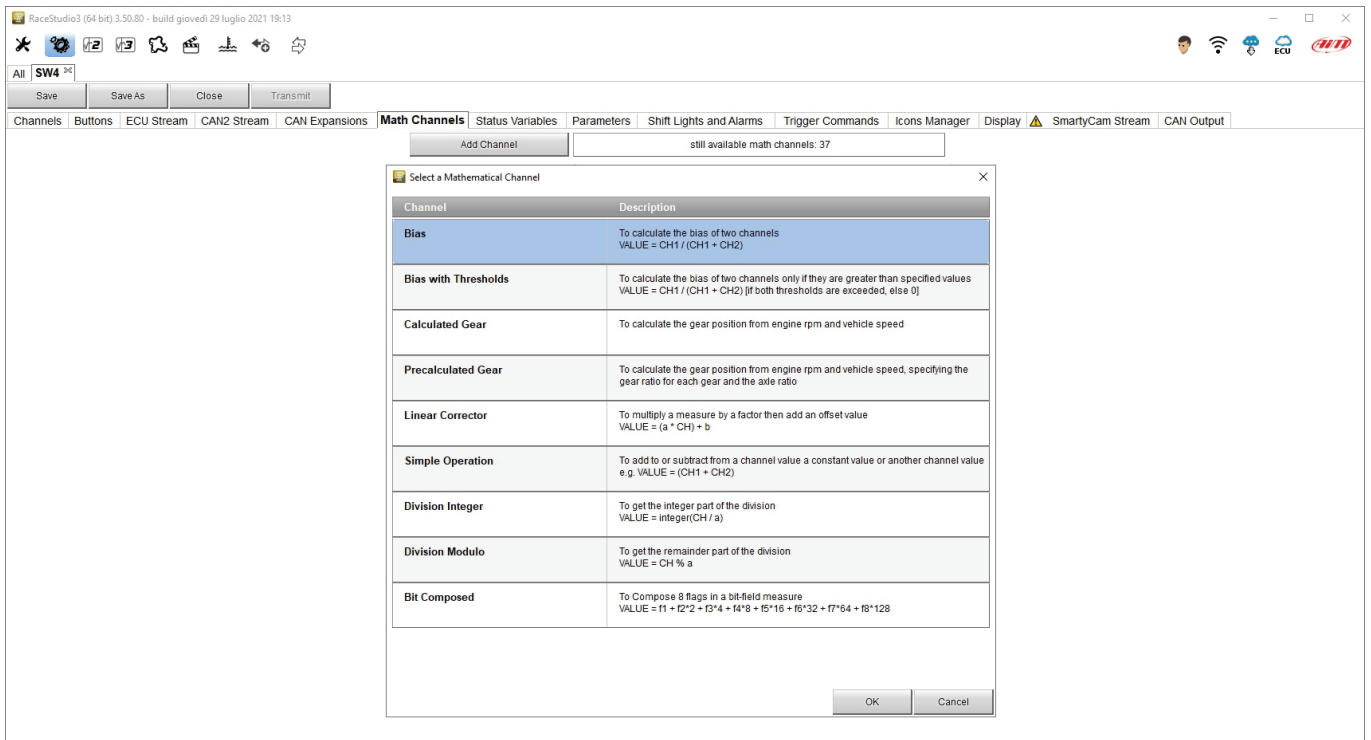 RaceStudio3 (64 bit) 3.50.80 - build giovedì 29 luglio 2021 19:13
ECU AiM
All SW4
Save Save As Close Transmit
Channels Buttons ECU Stream CAN2 Stream CAN Expansions Math Channels Status Variables Parameters Shift Lights and Alarms Trigger Commands Icons Manager Display SmartyCam Stream CAN Output
Add Channel still available math channels: 37
Select a Mathematical Channel
Channel Description
Bias To calculate the bias of two channels
VALUE = CH1 / (CH1 + CH2)
Bias with Thresholds To calculate the bias of two channels only if they are greater than specified values
VALUE = CH1 / (CH1 + CH2) [if both thresholds are exceeded, else 0]
Calculated Gear To calculate the gear position from engine rpm and vehicle speed
Precalculated Gear To calculate the gear position from engine rpm and vehicle speed, specifying the
gear ratio for each gear and the axle ratio
Linear Corrector To multiply a measure by a factor then add an offset value
VALUE = (a * CH) + b
Simple Operation To add to or subtract from a channel value a constant value or another channel value
e.g. VALUE = (CH1 + CH2)
Division Integer To get the integer part of the division
VALUE = integer(CH / a)
Division Modulo To get the remainder part of the division
VALUE = CH % a
Bit Composed To Compose 8 flags in a bit-field measure
VALUE = f1 + f2*2 + f3*4 + f4*8 + f5*16 + f6*32 + f7*64 + f8*128
OK Cancel